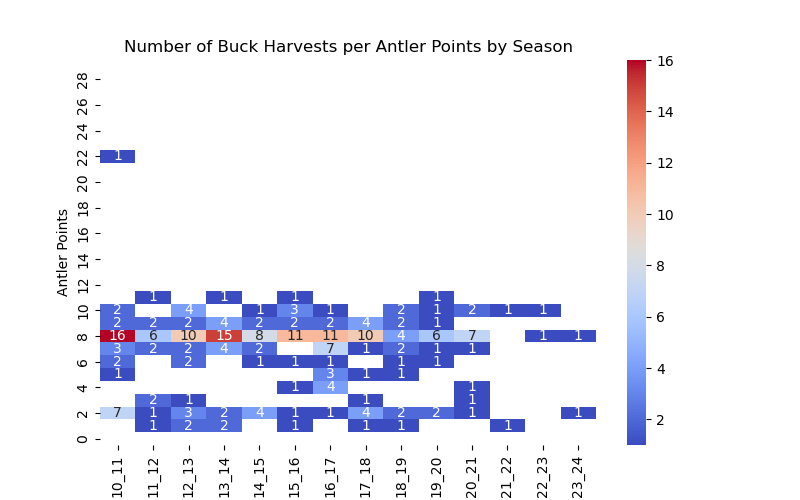 Number of Buck Harvests per Antler Points by Season
Antler Points
28
26
24
22 1
20
18
16
14
12
1 1 1 1
10 2 4 1 3 1 2 1 2 1 1
2 2 2 4 2 2 2 4 2 1
8 16 6 10 15 8 11 11 10 4 6 7 1 1
3 2 2 4 2 7 1 2 1 1
6 2 2 1 1 1 1 1
1 3 1 1
4 1 4 1
2 1 1 1
2 7 1 3 2 4 1 1 4 2 2 1 1
1 2 2 1 1 1 1 1
0
10_11 11_12 12_13 13_14 14_15 15_16 16_17 17_18 18_19 19_20 20_21 21_22 22_23 23_24
16
14
12
10
8
6
4
2